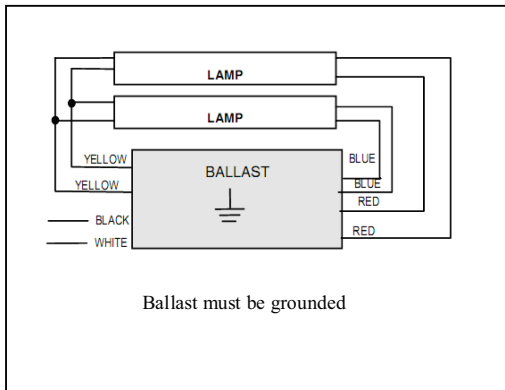 LAMP
LAMP
YELLOW
BALLAST
BLUE
YELLOW
BLUE
RED
BLACK
RED
WHITE
Ballast must be grounded